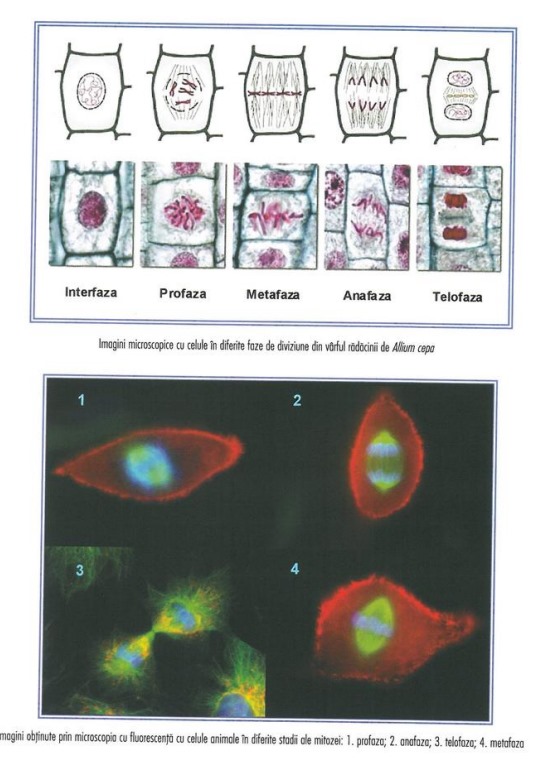 Interfaza Profaza Metafaza Anafaza Telofaza
Imagini microscopice cu celule în diferite faze de diviziune din vârful rădăcinii de Allium cepa
1 2
3 4
magini obținute prin microscopia cu fluorescență cu celule animale în diferite stadii ale mitozei: 1. profaza; 2. anafaza; 3. telofaza; 4. metafaza